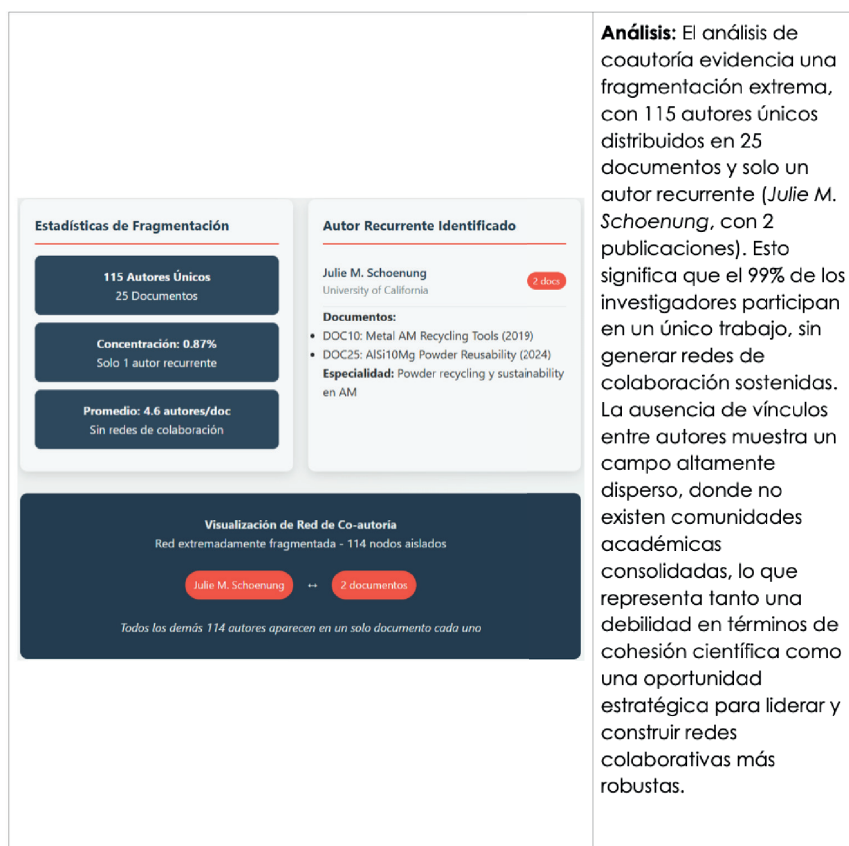 Estadísticas de Fragmentación
115 Autores Únicos
25 Documentos
Concentración: 0.87%
Solo 1 autor recurrente
Promedio: 4.6 autores/doc
Sin redes de colaboración
Autor Recurrente Identificado
Julie M. Schoenung
University of California
2 docs
Documentos:
• DOC10: Metal AM Recycling Tools (2019)
• DOC25: AlSi10Mg Powder Reusability (2024)
Especialidad: Powder recycling y sustainability
en AM
Visualización de Red de Co-autoría
Red extremadamente fragmentada - 114 nodos aislados
Julie M. Schoenung ↔ 2 documentos
Todos los demás 114 autores aparecen en un solo documento cada uno
Análisis: El análisis de
coautoría evidencia una
fragmentación extrema,
con 115 autores únicos
distribuidos en 25
documentos y solo un
autor recurrente (Julie M.
Schoenung, con 2
publicaciones). Esto
significa que el 99% de los
investigadores participan
en un único trabajo, sin
generar redes de
colaboración sostenidas.
La ausencia de vínculos
entre autores muestra un
campo altamente
disperso, donde no
existen comunidades
académicas
consolidadas, lo que
representa tanto una
debilidad en términos de
cohesión científica como
una oportunidad
estratégica para liderar y
construir redes
colaborativas más
robustas.